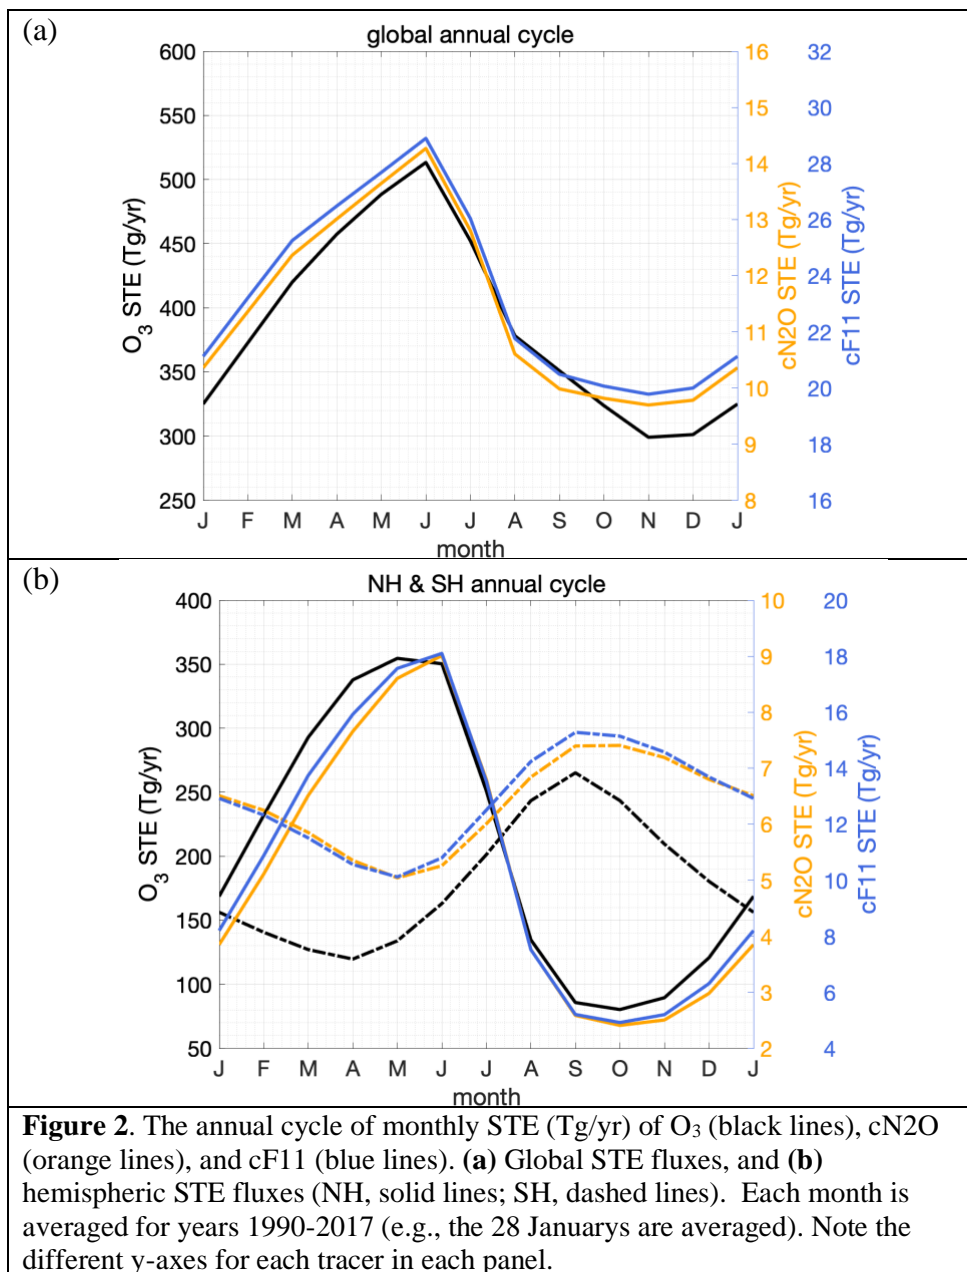 (a)
global annual cycle
600
550
500
450
400
350
300
250
O₃ STE (Tg/yr)
16
14
13
12
11
10
9
8
cN2O STE (Tg/yr)
32
28
26
24
22
20
18
16
cF11 STE (Tg/yr)
J F M A M J J A S O N D J
month
(b)
NH & SH annual cycle
400
350
300
250
200
150
100
50
O₃ STE (Tg/yr)
10
9
8
7
6
5
4
3
2
cN2O STE (Tg/yr)
20
18
16
14
12
10
8
6
4
cF11 STE (Tg/yr)
J F M A M J J A S O N D J
month
Figure 2. The annual cycle of monthly STE (Tg/yr) of O₃ (black lines), cN2O
(orange lines), and cF11 (blue lines). (a) Global STE fluxes, and (b)
hemispheric STE fluxes (NH, solid lines; SH, dashed lines). Each month is
averaged for years 1990-2017 (e.g., the 28 Januarys are averaged). Note the
different y-axes for each tracer in each panel.